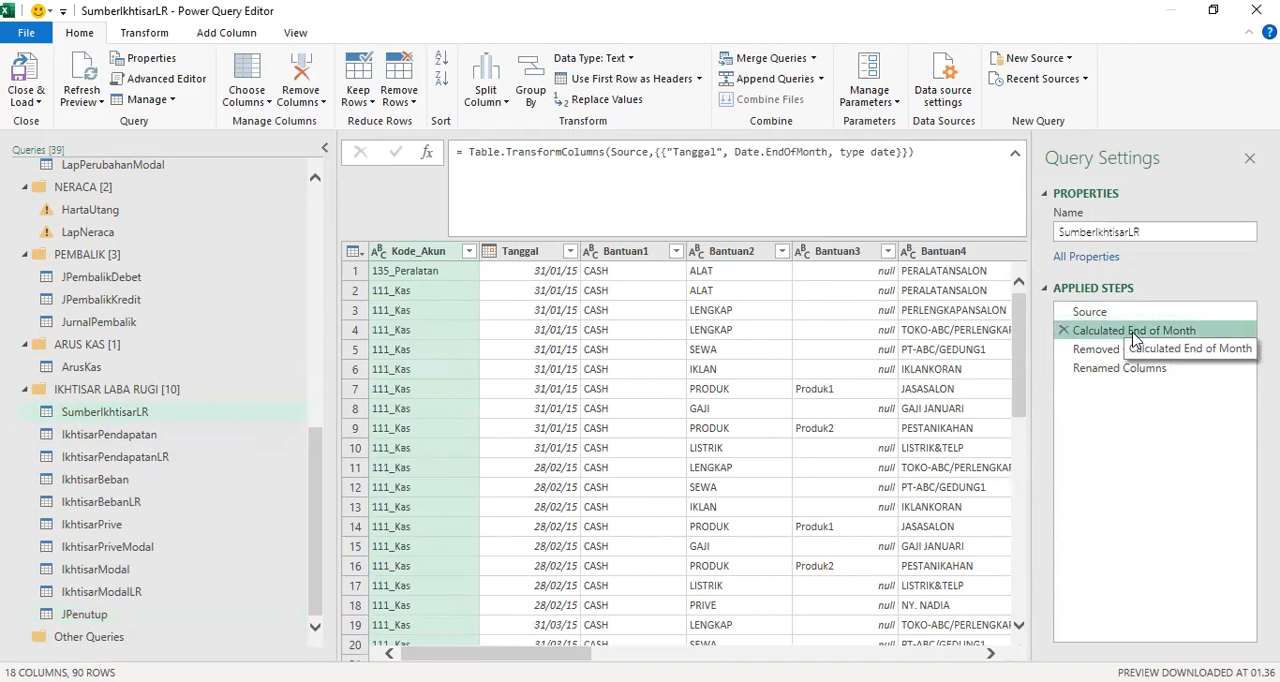 SumberIkhtisarLR - Power Query Editor
File Home Transform Add Column View
Close & Load
Close
Refresh Preview
Properties
Advanced Editor
Manage
Query
Choose Columns
Remove Columns
Manage Columns
Keep Rows
Remove Rows
Reduce Rows
Sort
Split Column
Group By
Data Type: Text
Use First Row as Headers
Replace Values
Transform
Merge Queries
Append Queries
Combine Files
Combine
Manage Parameters
Parameters
Data source settings
Data Sources
New Source
Recent Sources
New Query
Queries [39]
LapPerubahanModal
NERACA [2]
HartaUtang
LapNeraca
PEMBALIK [3]
JPembalikDebet
JPembalikKredit
JurnalPembalik
ARUS KAS [1]
ArusKas
IKHTISAR LABA RUGI [10]
SumberIkhtisarLR
IkhtisarPendapatan
IkhtisarPendapatanLR
IkhtisarBeban
IkhtisarBebanLR
IkhtisarPrive
IkhtisarPriveModal
IkhtisarModal
IkhtisarModalLR
JPenutup
Other Queries
fx = Table.TransformColumns(Source,{{"Tanggal", Date.EndOfMonth, type date}})
Kode_Akun Tanggal Bantuan1 Bantuan2 Bantuan3 Bantuan4
1 135_Peralatan 31/01/15 CASH ALAT null PERALATANSALON
2 111_Kas 31/01/15 CASH ALAT null PERALATANSALON
3 111_Kas 31/01/15 CASH LENGKAP null PERLENGKAPANSALON
4 111_Kas 31/01/15 CASH LENGKAP null TOKO-ABC/PERLENGKA
5 111_Kas 31/01/15 CASH SEWA null PT-ABC/GEDUNG1
6 111_Kas 31/01/15 CASH IKLAN null IKLANKORAN
7 111_Kas 31/01/15 CASH PRODUK Produk1 JASASALON
8 111_Kas 31/01/15 CASH GAJI null GAJI JANUARI
9 111_Kas 31/01/15 CASH PRODUK Produk2 PESTANIKAHAN
10 111_Kas 31/01/15 CASH LISTRIK null LISTRIK&TELP
11 111_Kas 28/02/15 CASH LENGKAP null TOKO-ABC/PERLENGKA
12 111_Kas 28/02/15 CASH SEWA null PT-ABC/GEDUNG1
13 111_Kas 28/02/15 CASH IKLAN null IKLANKORAN
14 111_Kas 28/02/15 CASH PRODUK Produk1 JASASALON
15 111_Kas 28/02/15 CASH GAJI null GAJI JANUARI
16 111_Kas 28/02/15 CASH PRODUK Produk2 PESTANIKAHAN
17 111_Kas 28/02/15 CASH LISTRIK null LISTRIK&TELP
18 111_Kas 28/02/15 CASH PRIVE null NY. NADIA
19 111_Kas 31/03/15 CASH LENGKAP null TOKO-ABC/PERLENGKA
20 111_Kas 31/03/15 CASH SEWA null PT-ABC/GEDUNG1
Query Settings
PROPERTIES
Name
SumberIkhtisarLR
All Properties
APPLIED STEPS
Source
Calculated End of Month
Removed
Calculated End of Month
Renamed Columns
18 COLUMNS, 90 ROWS
PREVIEW DOWNLOADED AT 01.36